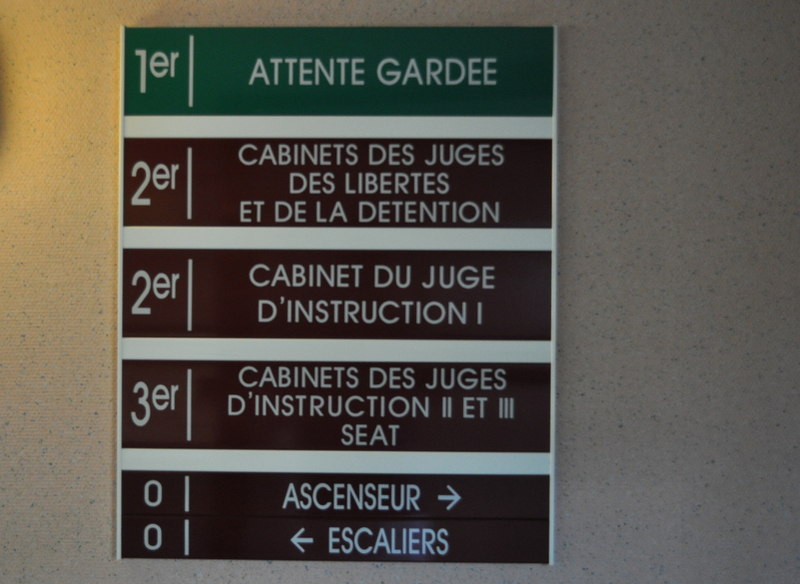 1er ATTENTE GARDEE
2er CABINETS DES JUGES
DES LIBERTES
ET DE LA DETENTION
2er CABINET DU JUGE
D'INSTRUCTION I
3er CABINETS DES JUGES
D'INSTRUCTION II ET III
SEAT
0 ASCENSEUR →
0 ← ESCALIERS